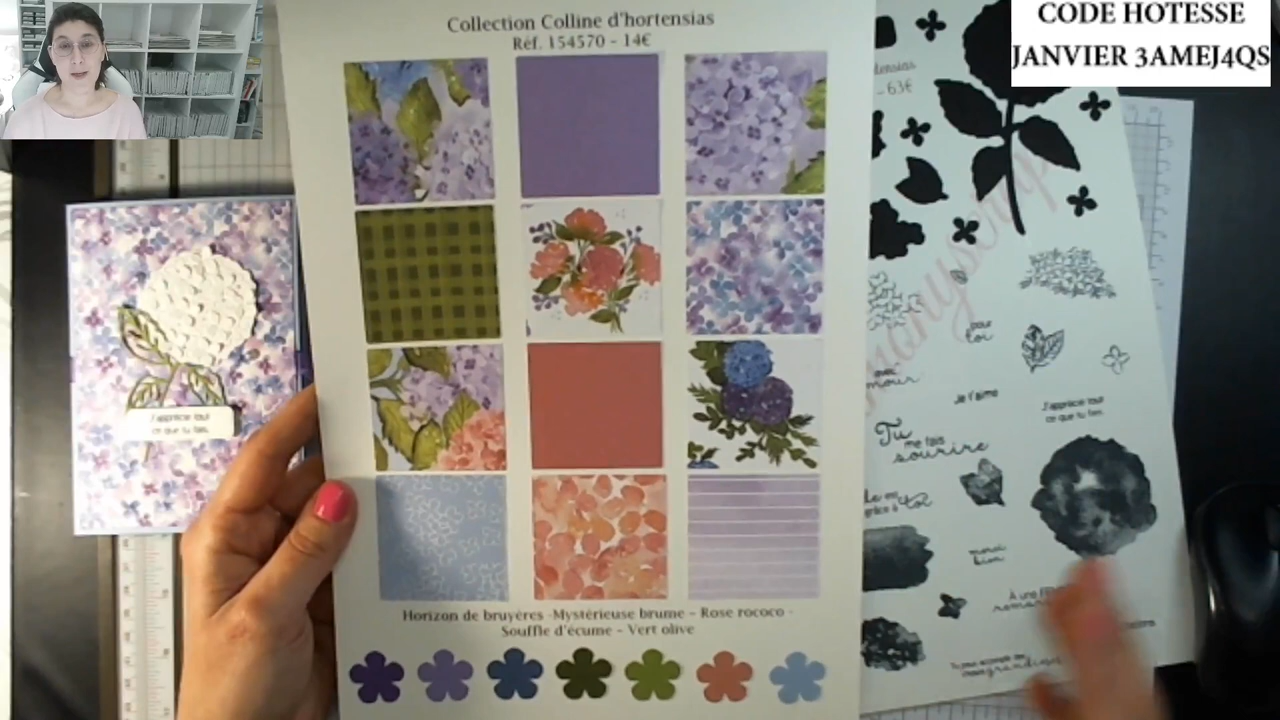 Collection Colline d'hortensias
Réf. 154570 - 14€
CODE HOTESSE
JANVIER 3AMEJ4QS
- 63€
pour
toi
Je t'aime
J'apprécie tout
ce que tu fais.
Tu
me fais
sourire
J'apprécie tout
ce que tu fais.
merci
bien
À une
Horizon de bruyères -Mystérieuse brume - Rose rococo -
Souffle d'écume - Vert olive